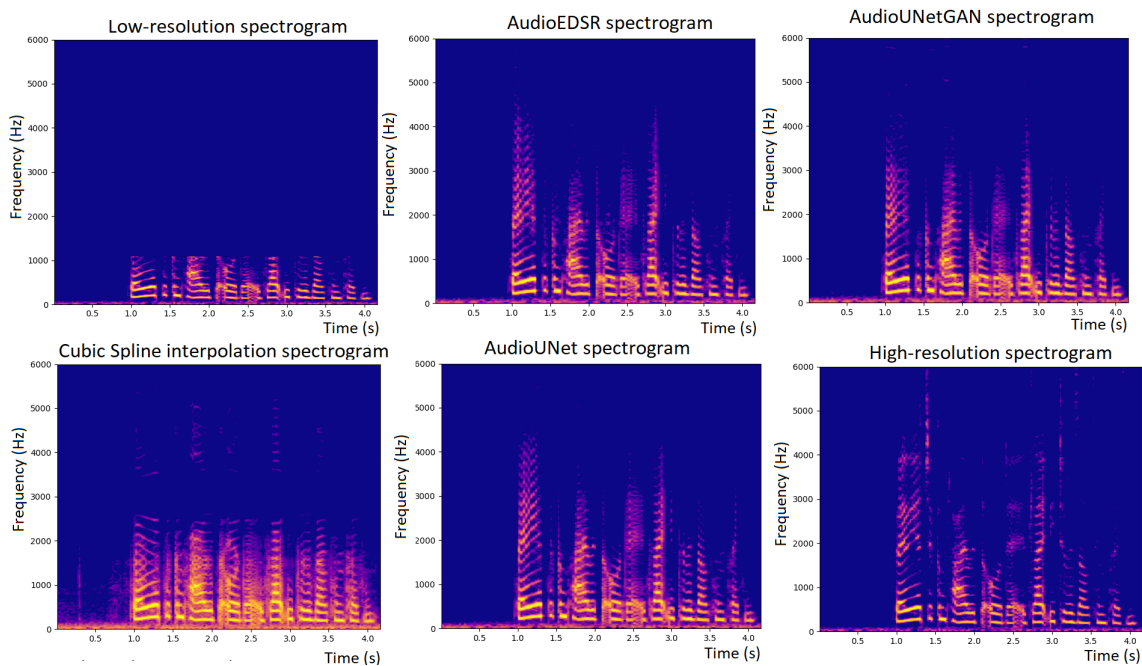 Low-resolution spectrogram
6000
5000
4000
3000
2000
1000
0
Frequency (Hz)
0.5 1.0 1.5 2.0 2.5 3.0 3.5 4.0
Time (s)
AudioEDSR spectrogram
6000
5000
4000
3000
2000
1000
0
Frequency (Hz)
0.5 1.0 1.5 2.0 2.5 3.0 3.5 4.0
Time (s)
AudioUNetGAN spectrogram
6000
5000
4000
3000
2000
1000
0
Frequency (Hz)
0.5 1.0 1.5 2.0 2.5 3.0 3.5 4.0
Time (s)
Cubic Spline interpolation spectrogram
6000
5000
4000
3000
2000
1000
0
Frequency (Hz)
0.5 1.0 1.5 2.0 2.5 3.0 3.5 4.0
Time (s)
AudioUNet spectrogram
6000
5000
4000
3000
2000
1000
0
Frequency (Hz)
0.5 1.0 1.5 2.0 2.5 3.0 3.5 4.0
Time (s)
High-resolution spectrogram
6000
5000
4000
3000
2000
1000
0
Frequency (Hz)
0.5 1.0 1.5 2.0 2.5 3.0 3.5 4.0
Time (s)